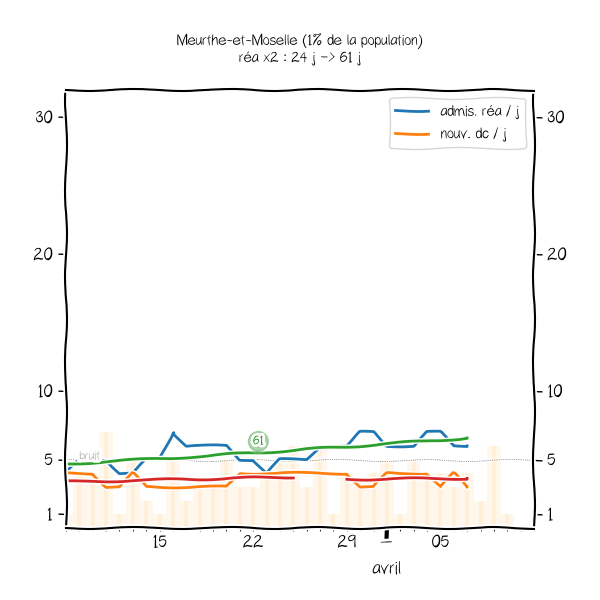 Meurthe-et-Moselle (1% de la population)
réa x2 : 24 j -> 61 j
admis. réa / j
nouv. dc / j
30
30
20
20
10
10
61
bruit
5
5
1
1
15
22
29
05
avril